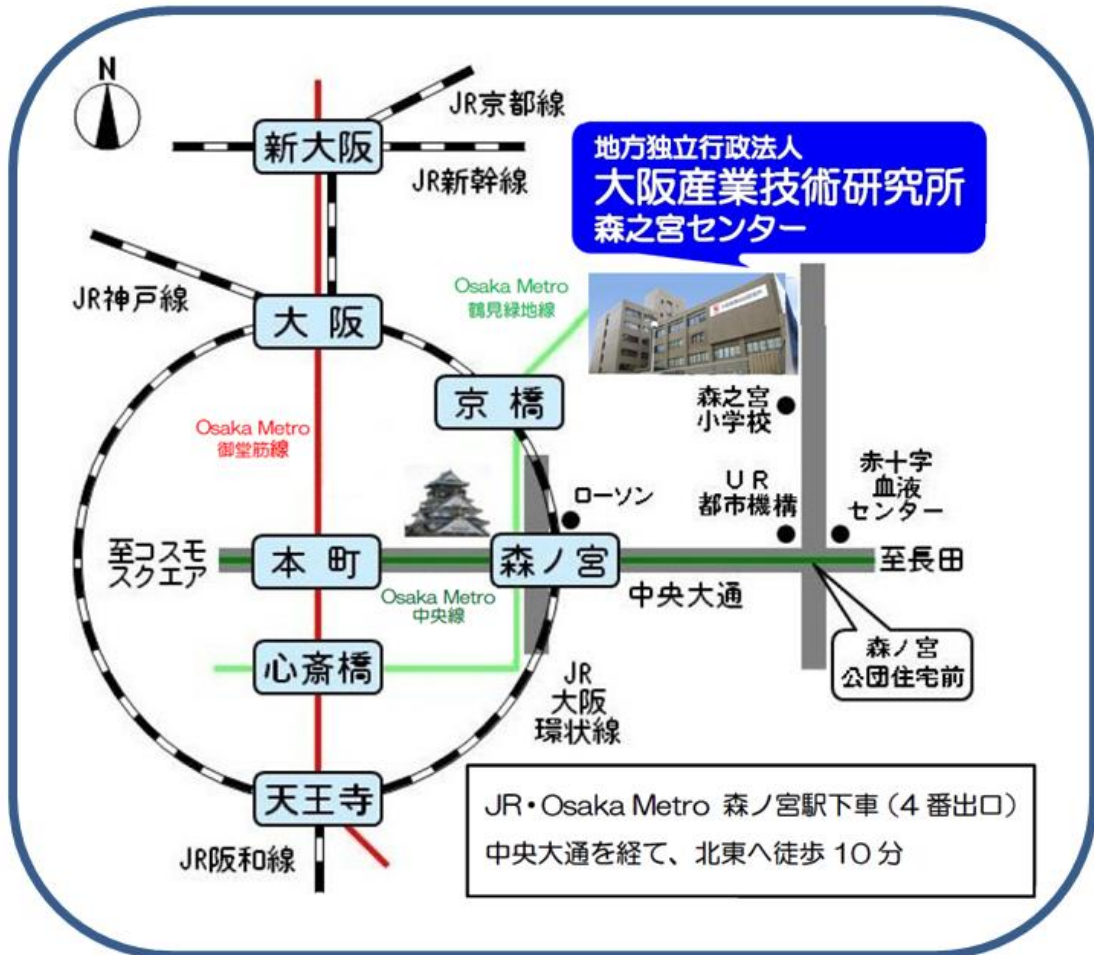 N
JR京都線
新大阪
JR新幹線
地方独立行政法人
大阪産業技術研究所
森之宮センター
JR神戸線
大阪
Osaka Metro
鶴見緑地線
京橋
森之宮
小学校
Osaka Metro
御堂筋線
ローソン
UR
都市機構
赤十字
血液
センター
至コスモ
スクエア
本町
森ノ宮
至長田
Osaka Metro
中央線
中央大通
心斎橋
森ノ宮
公団住宅前
JR
大阪
環状線
天王寺
JR阪和線
JR・Osaka Metro 森ノ宮駅下車（4番出口）
中央大通を経て、北東へ徒歩10分